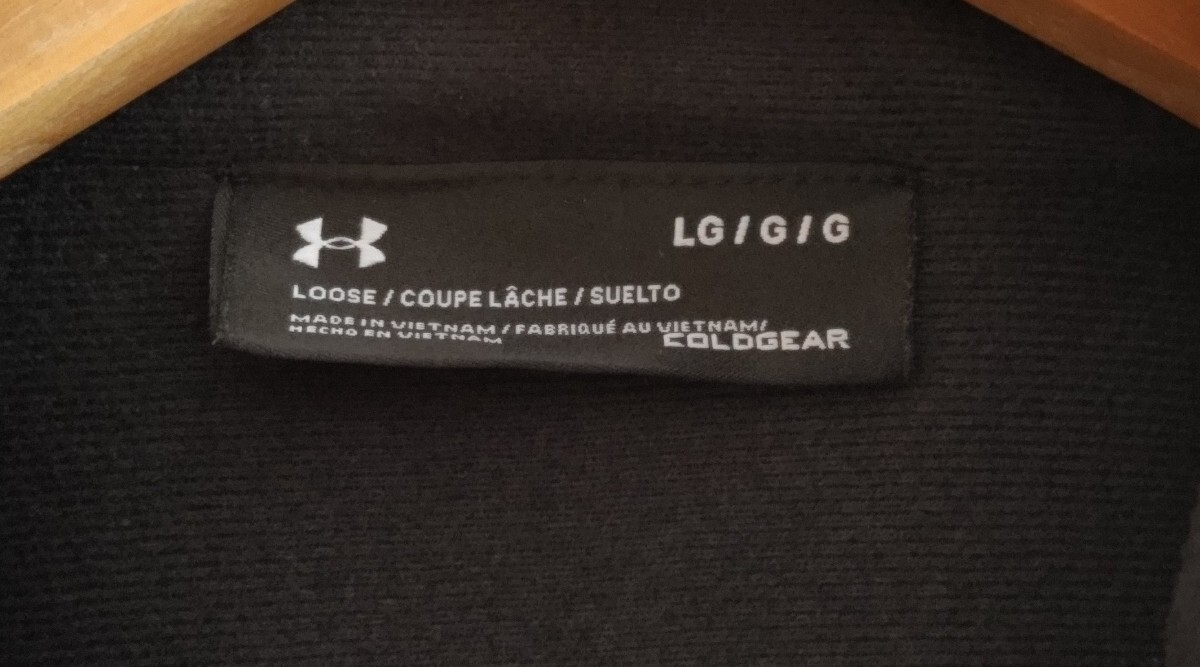 LG / G / G
LOOSE / COUPE LÂCHE / SUELTO
MADE IN VIETNAM / FABRIQUÉ AU VIETNAM/
HECHO EN VIETNAM
COLDGEAR